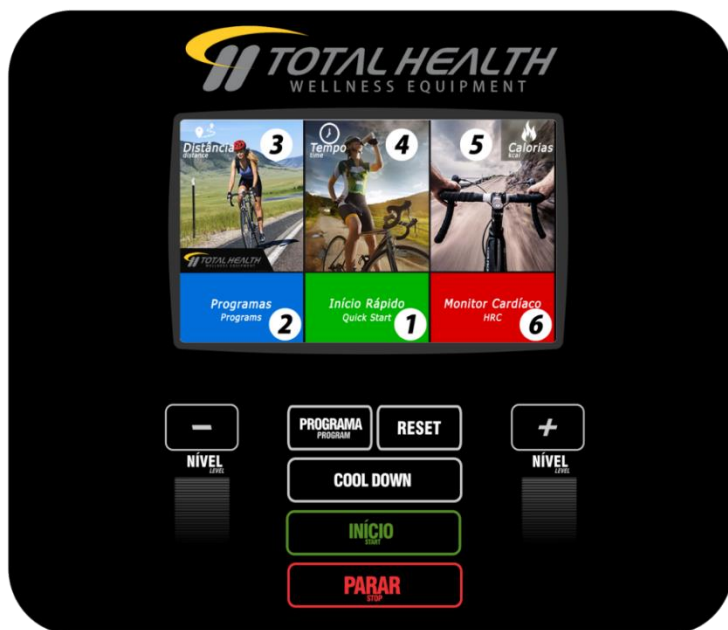 TOTAL HEALTH
WELLNESS EQUIPMENT
Distância
distance
3
Tempo
time
4
5
Calorias
kcal
TOTAL HEALTH
WELLNESS EQUIPMENT
Programas
Programs
2
Início Rápido
Quick Start
1
Monitor Cardíaco
HRC
6
–
NÍVEL
LEVEL
PROGRAMA
PROGRAM
RESET
+
NÍVEL
LEVEL
COOL DOWN
INÍCIO
START
PARAR
STOP